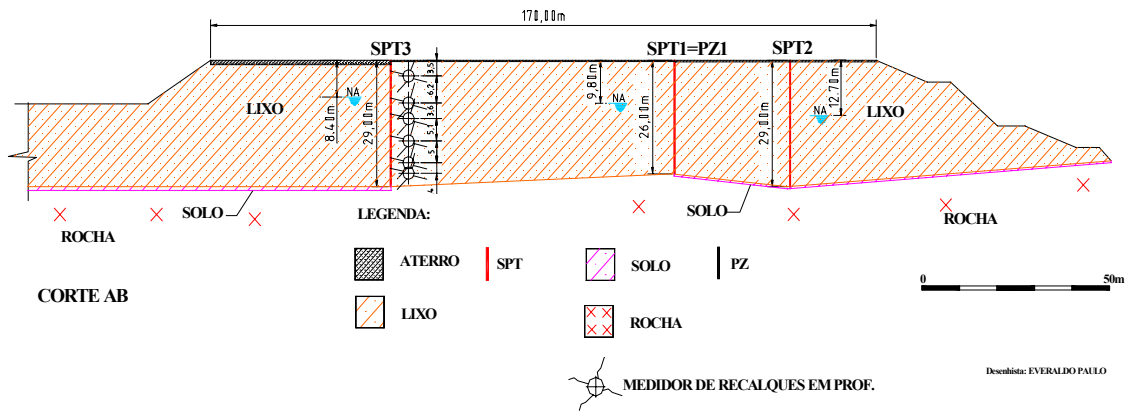 170,00m
SPT3
SPT1=PZ1
SPT2
3.5
6.2
3.6
5.1
5
4
NA
LIXO
8.40m
29,00m
9.80m
NA
26,00m
29,00m
12.70m
NA
LIXO
SOLO
SOLO
ROCHA
ROCHA
LEGENDA:
ATERRO
SPT
SOLO
PZ
LIXO
ROCHA
CORTE AB
0
50m
MEDIDOR DE RECALQUES EM PROF.
Desenhista: EVERALDO PAULO